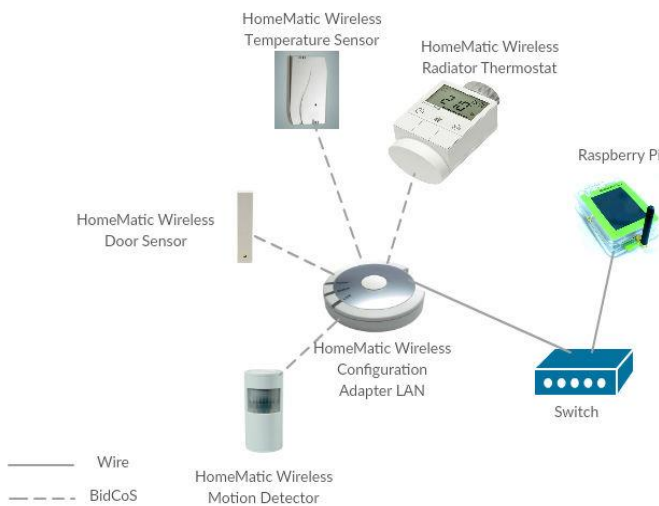 HomeMatic Wireless
Temperature Sensor
HomeMatic Wireless
Radiator Thermostat
Raspberry Pi
HomeMatic Wireless
Door Sensor
HomeMatic Wireless
Configuration
Adapter LAN
Switch
HomeMatic Wireless
Motion Detector
Wire
BidCoS